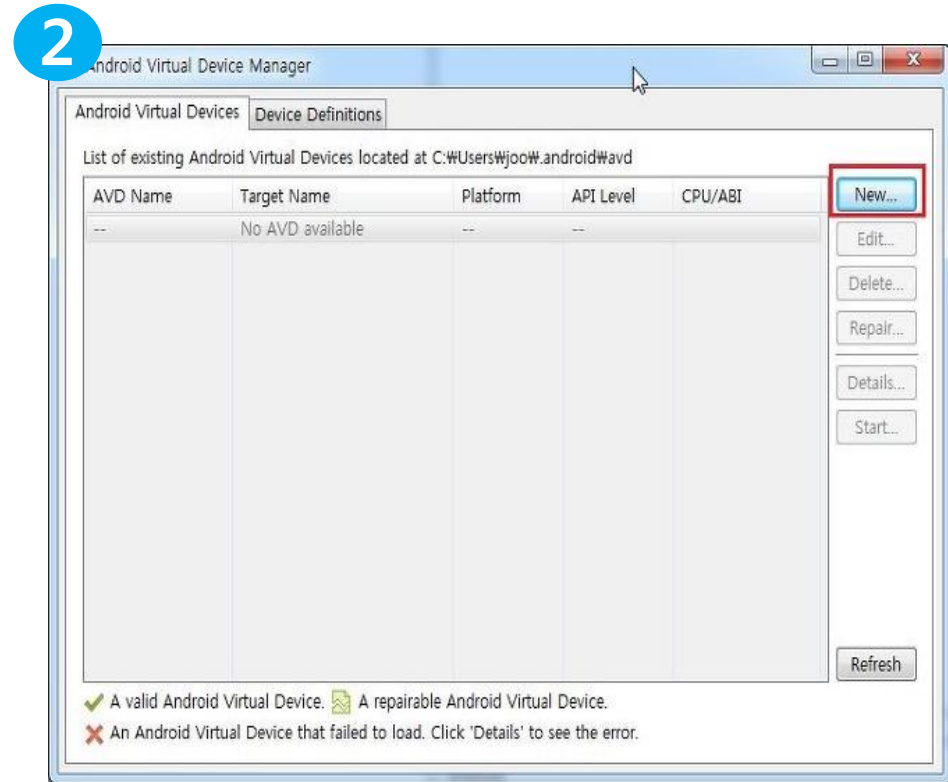 2
Android Virtual Device Manager
Android Virtual Devices Device Definitions
List of existing Android Virtual Devices located at C:₩Users₩joo₩.android₩avd
AVD Name Target Name Platform API Level CPU/ABI
-- No AVD available -- --
New...
Edit...
Delete...
Repair...
Details...
Start...
Refresh
A valid Android Virtual Device. A repairable Android Virtual Device.
An Android Virtual Device that failed to load. Click 'Details' to see the error.